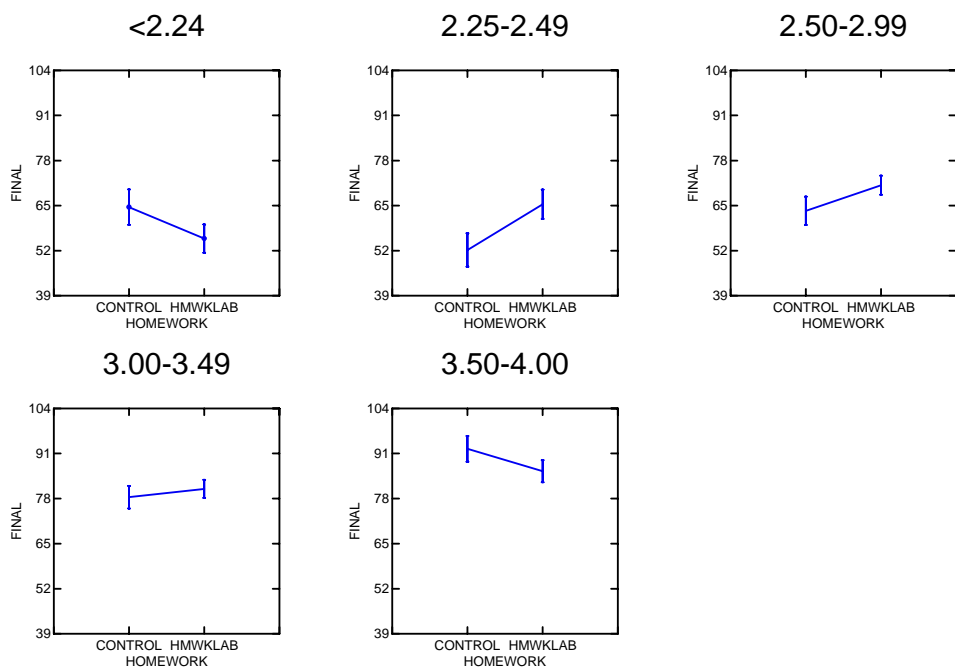 <2.24
2.25-2.49
2.50-2.99
104
91
78
65
52
39
FINAL
CONTROL HMWKLAB
HOMEWORK
104
91
78
65
52
39
FINAL
CONTROL HMWKLAB
HOMEWORK
104
91
78
65
52
39
FINAL
CONTROL HMWKLAB
HOMEWORK
3.00-3.49
3.50-4.00
104
91
78
65
52
39
FINAL
CONTROL HMWKLAB
HOMEWORK
104
91
78
65
52
39
FINAL
CONTROL HMWKLAB
HOMEWORK